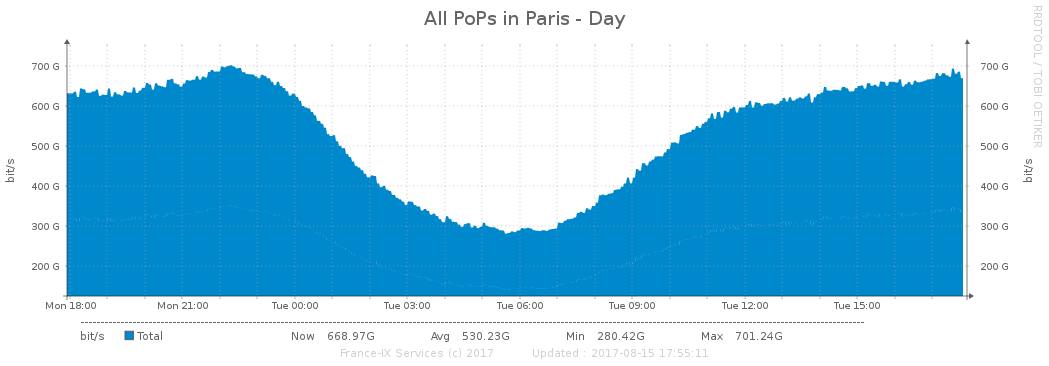 All PoPs in Paris - Day
RRDTOOL / TOBI OETIKER
700 G 700 G
600 G 600 G
500 G 500 G
400 G 400 G
300 G 300 G
200 G 200 G
bit/s bit/s
Mon 18:00 Mon 21:00 Tue 00:00 Tue 03:00 Tue 06:00 Tue 09:00 Tue 12:00 Tue 15:00
bit/s Total Now 668.97G Avg 530.23G Min 280.42G Max 701.24G
France-IX Services (c) 2017 Updated : 2017-08-15 17:55:11